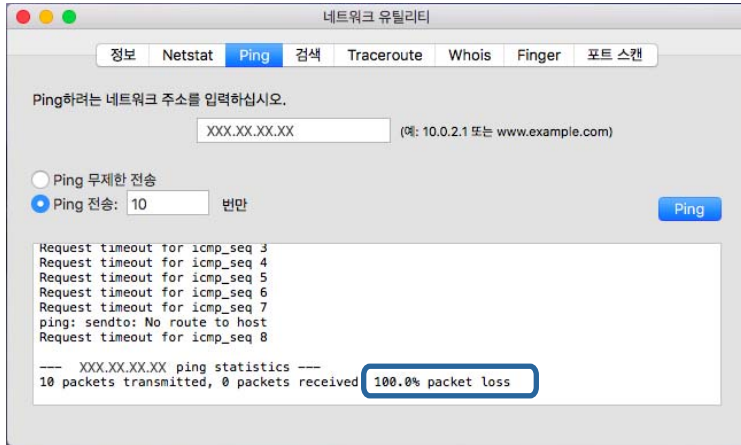 네트워크 유틸리티
정보 Netstat Ping 검색 Traceroute Whois Finger 포트 스캔
Ping하려는 네트워크 주소를 입력하십시오.
XXX.XX.XX.XX (예: 10.0.2.1 또는 www.example.com)
Ping 무제한 전송
Ping 전송: 10 번만
Ping
Request timeout for icmp_seq 3
Request timeout for icmp_seq 4
Request timeout for icmp_seq 5
Request timeout for icmp_seq 6
Request timeout for icmp_seq 7
ping: sendto: No route to host
Request timeout for icmp_seq 8
--- XXX.XX.XX.XX ping statistics ---
10 packets transmitted, 0 packets received 100.0% packet loss